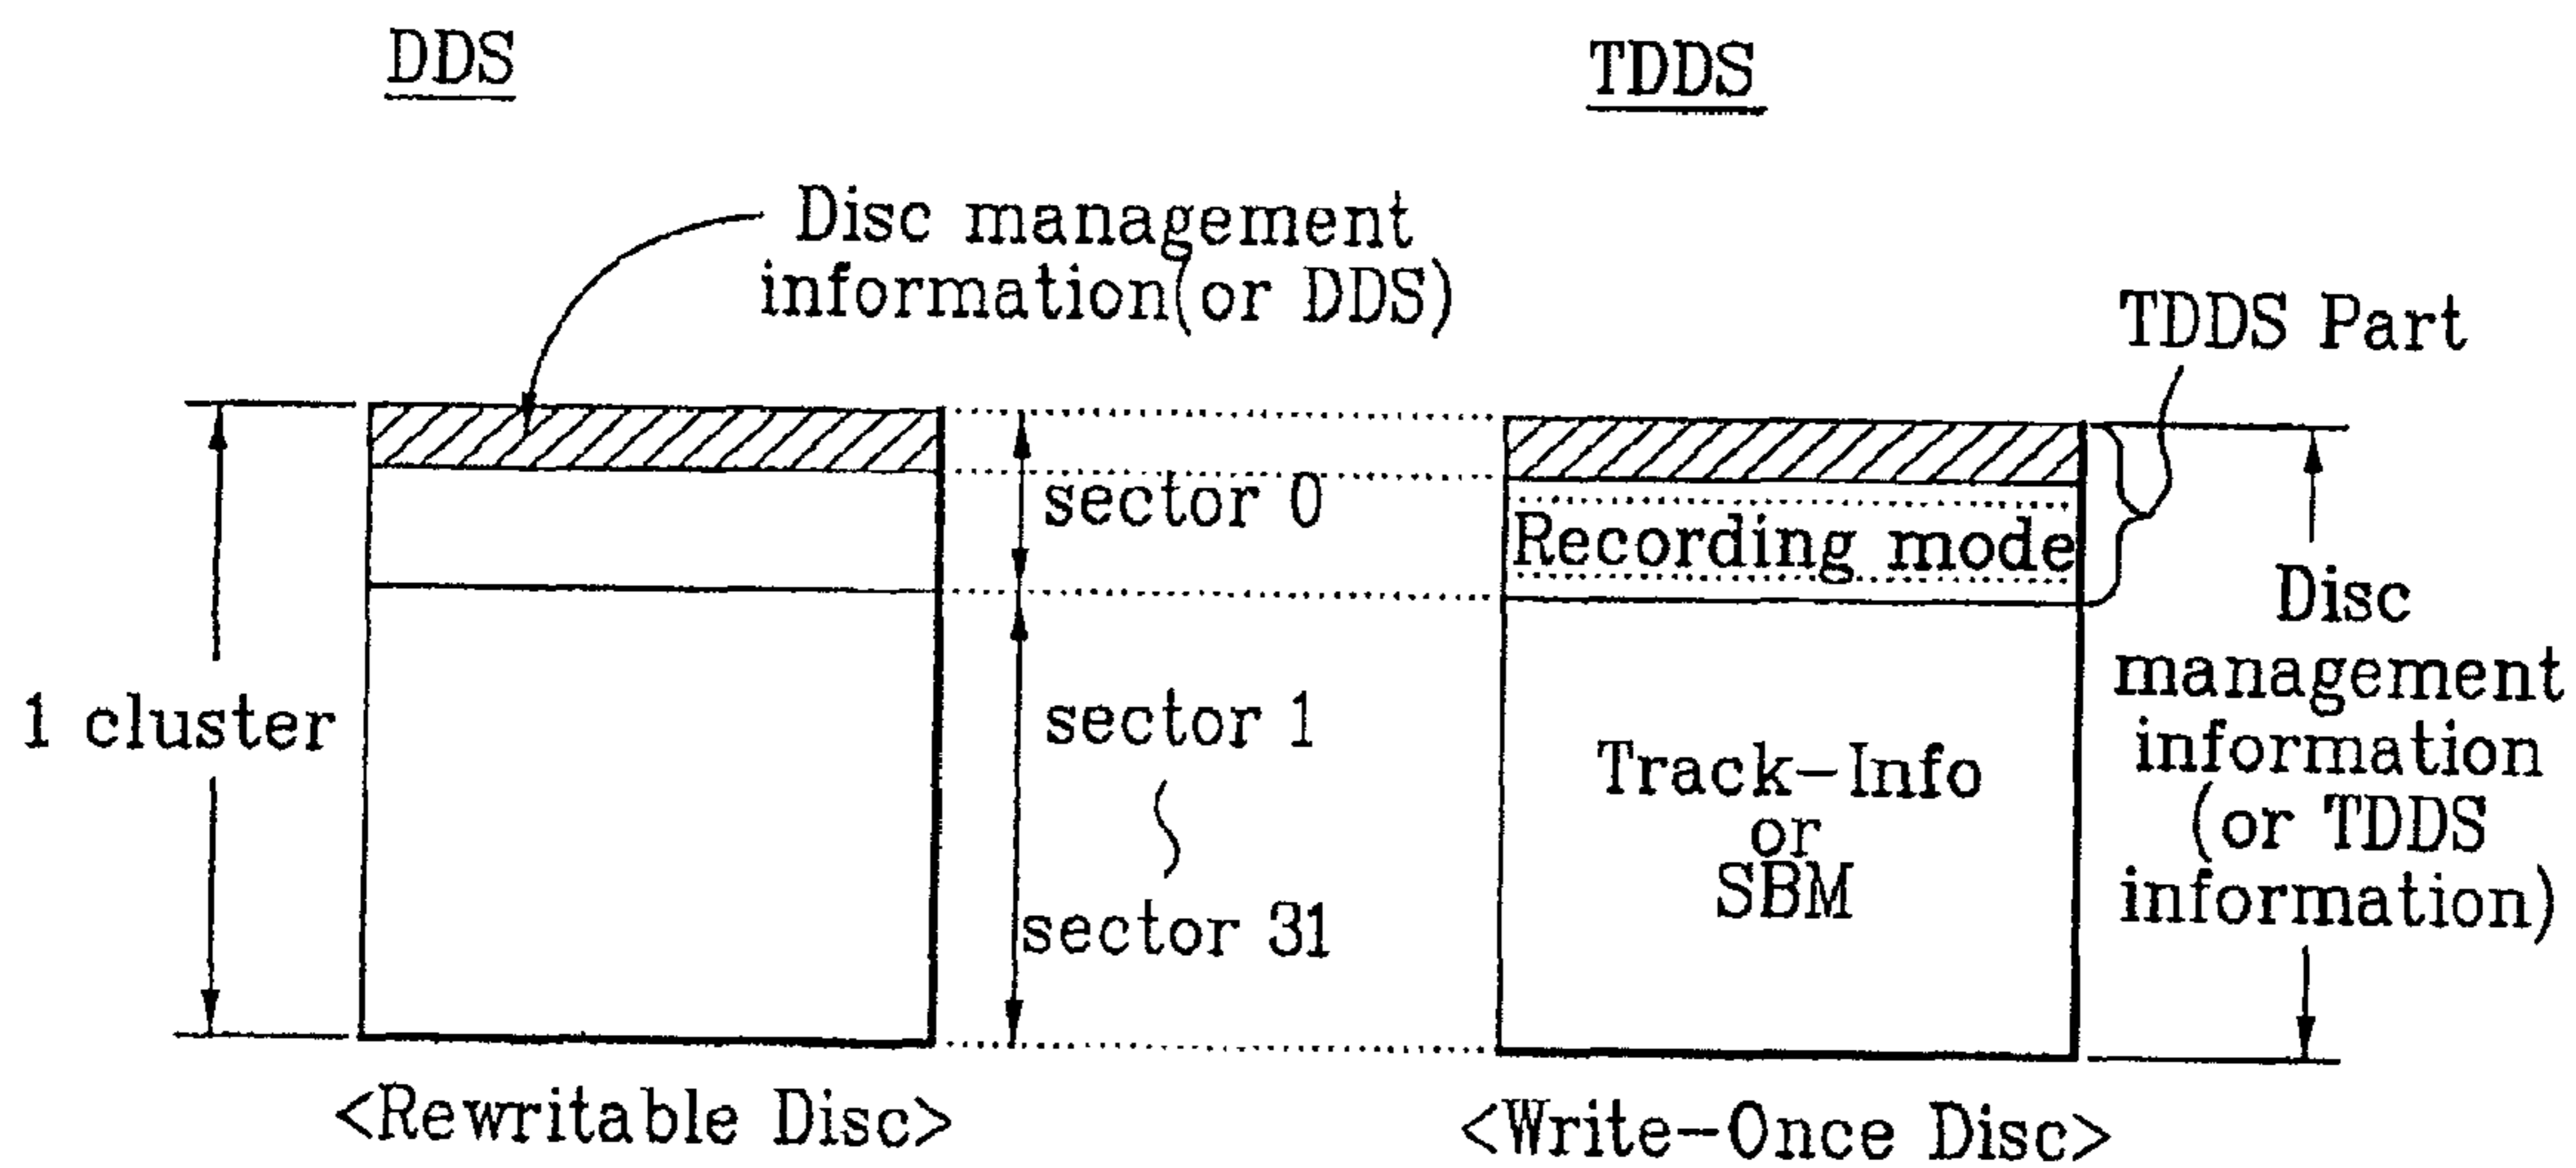 DDS
TDDS
Disc management
information(or DDS)
TDDS Part
sector 0
Recording mode
1 cluster
sector 1
sector 31
Track-Info
or
SBM
Disc
management
information
(or TDDS
information)
<Rewritable Disc>
<Write-Once Disc>